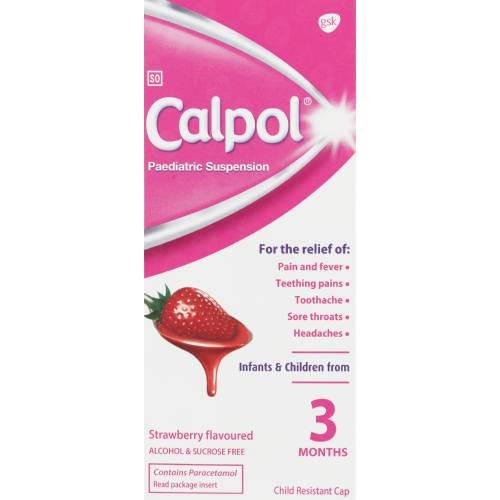 gsk
S0
Calpol®
Paediatric Suspension
For the relief of:
Pain and fever •
Teething pains •
Toothache •
Sore throats •
Headaches •
Infants & Children from
3
MONTHS
Strawberry flavoured
ALCOHOL & SUCROSE FREE
Contains Paracetamol
Read package insert
Child Resistant Cap